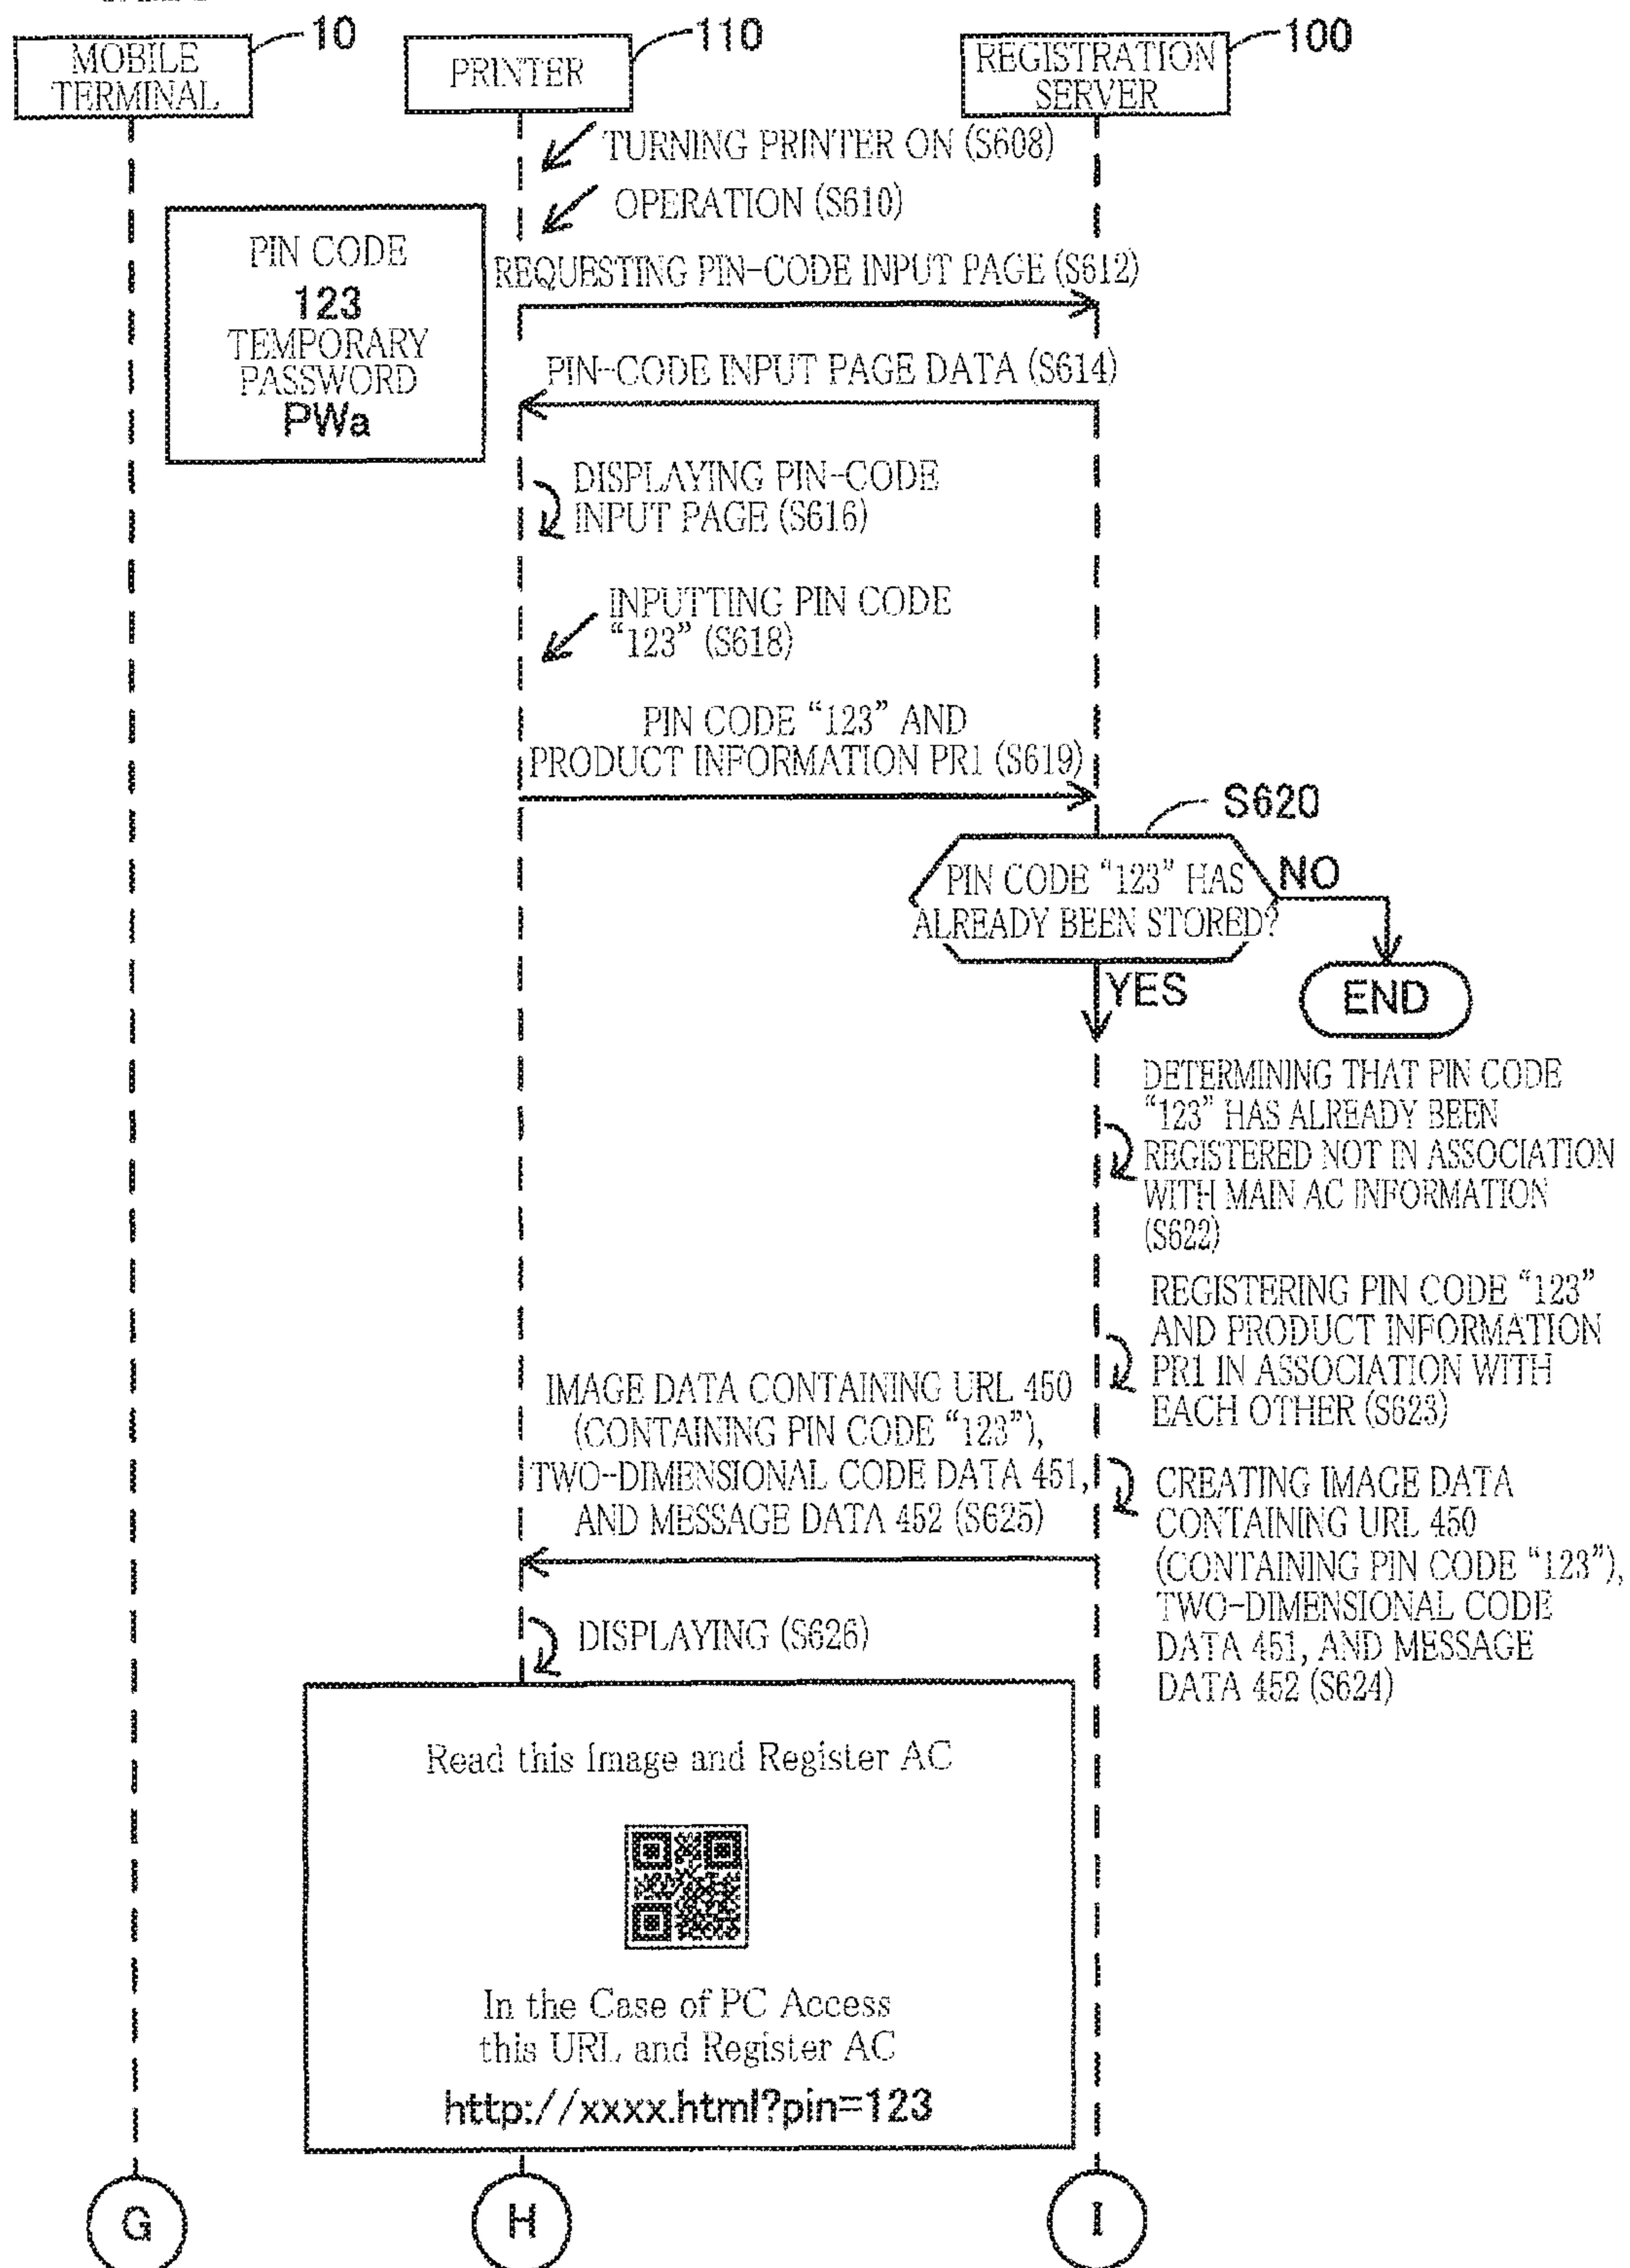 10
110
100
MOBILE
TERMINAL
PRINTER
REGISTRATION
SERVER
TURNING PRINTER ON (S608)
OPERATION (S610)
PIN CODE
123
TEMPORARY
PASSWORD
PWa
REQUESTING PIN-CODE INPUT PAGE (S612)
PIN-CODE INPUT PAGE DATA (S614)
DISPLAYING PIN-CODE
INPUT PAGE (S616)
INPUTTING PIN CODE
“123” (S618)
PIN CODE “123” AND
PRODUCT INFORMATION PR1 (S619)
S620
PIN CODE “123” HAS
ALREADY BEEN STORED?
NO
YES
END
DETERMINING THAT PIN CODE
“123” HAS ALREADY BEEN
REGISTERED NOT IN ASSOCIATION
WITH MAIN AC INFORMATION
(S622)
REGISTERING PIN CODE “123”
AND PRODUCT INFORMATION
PR1 IN ASSOCIATION WITH
EACH OTHER (S623)
CREATING IMAGE DATA
CONTAINING URL 450
(CONTAINING PIN CODE “123”),
TWO-DIMENSIONAL CODE
DATA 451, AND MESSAGE
DATA 452 (S624)
IMAGE DATA CONTAINING URL 450
(CONTAINING PIN CODE “123”),
TWO-DIMENSIONAL CODE DATA 451,
AND MESSAGE DATA 452 (S625)
DISPLAYING (S626)
Read this Image and Register AC
In the Case of PC Access
this URL and Register AC
http://xxxx.html?pin=123
G
H
I